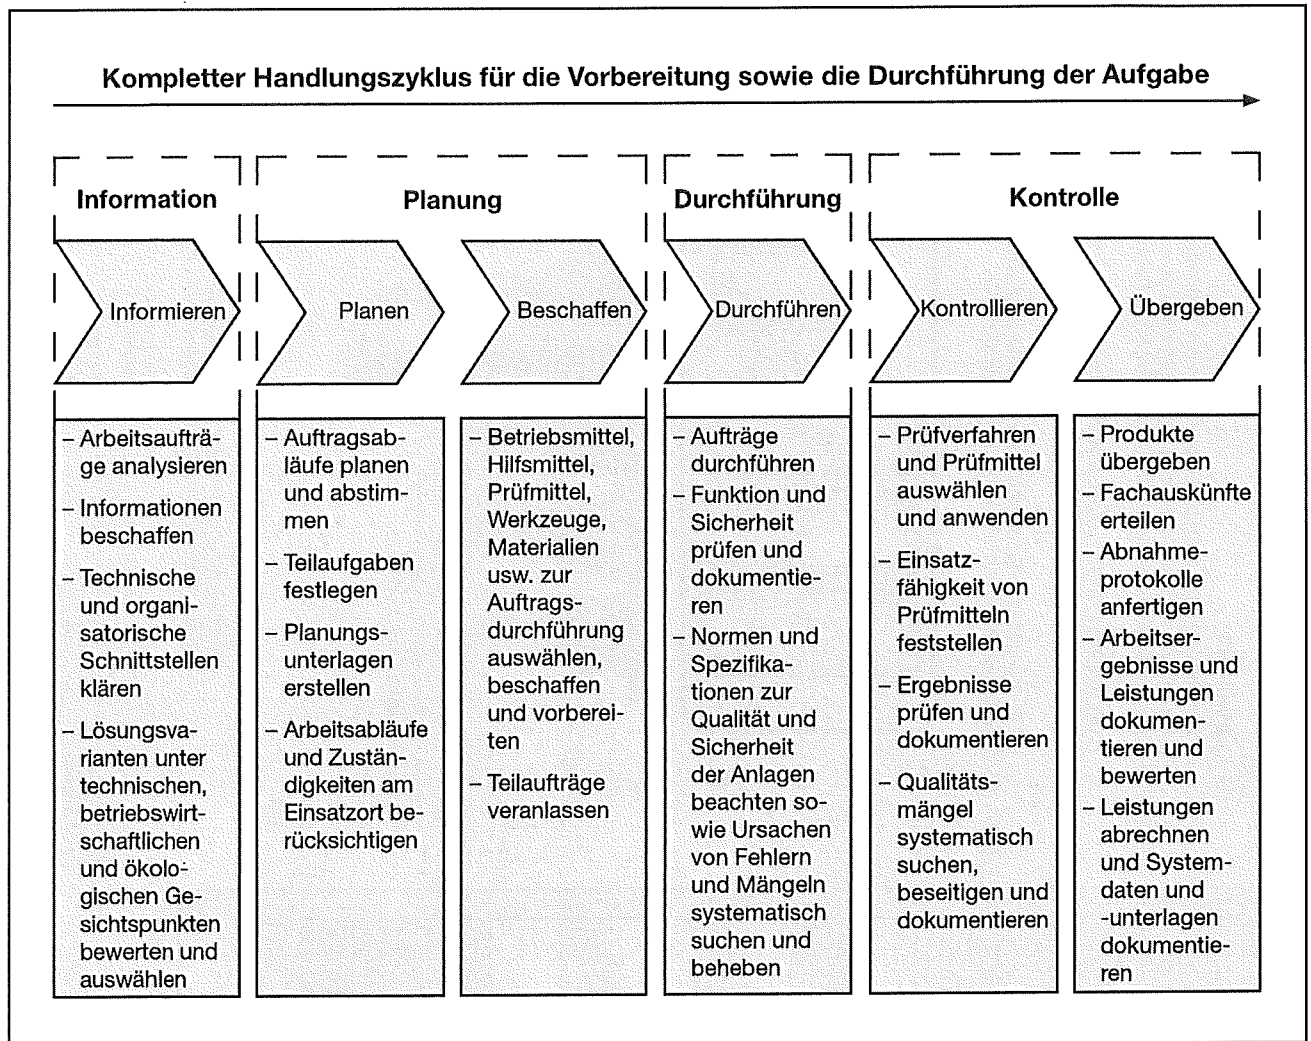 Kompletter Handlungszyklus für die Vorbereitung sowie die Durchführung der Aufgabe
Information
Planung
Durchführung
Kontrolle
Informieren
Planen
Beschaffen
Durchführen
Kontrollieren
Übergeben
– Arbeitsaufträ-
ge analysieren
– Informationen
beschaffen
– Technische
und organi-
satorische
Schnittstellen
klären
– Lösungsva-
rianten unter
technischen,
betriebswirt-
schaftlichen
und ökolo-
gischen Ge-
sichtspunkten
bewerten und
auswählen
– Auftragsab-
läufe planen
und abstim-
men
– Teilaufgaben
festlegen
– Planungs-
unterlagen
erstellen
– Arbeitsabläufe
und Zustän-
digkeiten am
Einsatzort be-
rücksichtigen
– Betriebsmittel,
Hilfsmittel,
Prüfmittel,
Werkzeuge,
Materialien
usw. zur
Auftrags-
durchführung
auswählen,
beschaffen
und vorberei-
ten
– Teilaufträge
veranlassen
– Aufträge
durchführen
– Funktion und
Sicherheit
prüfen und
dokumentie-
ren
– Normen und
Spezifika-
tionen zur
Qualität und
Sicherheit
der Anlagen
beachten so-
wie Ursachen
von Fehlern
und Mängeln
systematisch
suchen und
beheben
– Prüfverfahren
und Prüfmittel
auswählen
und anwenden
– Einsatz-
fähigkeit von
Prüfmitteln
feststellen
– Ergebnisse
prüfen und
dokumentieren
– Qualitäts-
mängel
systematisch
suchen,
beseitigen und
dokumentieren
– Produkte
übergeben
– Fachauskünfte
erteilen
– Abnahme-
protokolle
anfertigen
– Arbeitser-
gebnisse und
Leistungen
dokumen-
tieren und
bewerten
– Leistungen
abrechnen
und System-
daten und
-unterlagen
dokumentie-
ren